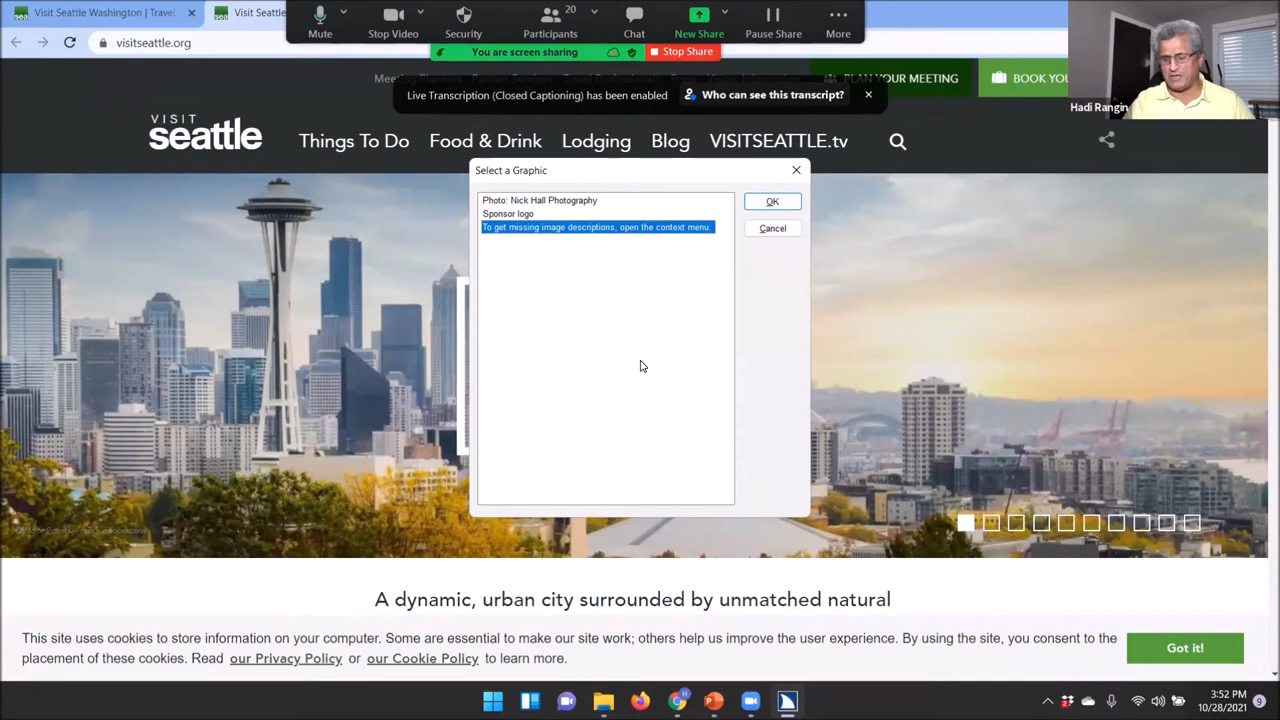 Visit Seattle Washington | Travel
Visit Seattle
visitseattle.org
Mute
Stop Video
Security
20
Participants
Chat
New Share
Pause Share
More
You are screen sharing
Stop Share
PLAN YOUR MEETING
BOOK YOU
Live Transcription (Closed Captioning) has been enabled
Who can see this transcript?
Hadi Rangin
VISIT
seattle
Things To Do
Food & Drink
Lodging
Blog
VISITSEATTLE.tv
Select a Graphic
Photo: Nick Hall Photography
Sponsor logo
To get missing image descriptions, open the context menu.
OK
Cancel
A dynamic, urban city surrounded by unmatched natural
This site uses cookies to store information on your computer. Some are essential to make our site work; others help us improve the user experience. By using the site, you consent to the
placement of these cookies. Read our Privacy Policy or our Cookie Policy to learn more.
Got it!
3:52 PM
10/28/2021
9